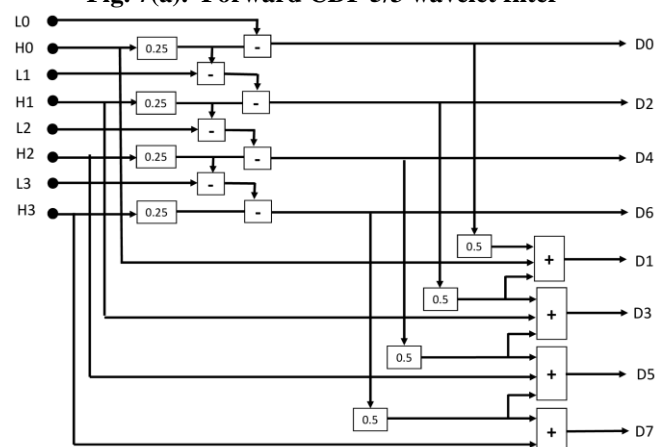 Fig. 7(a). Forward CDF 5/3 wavelet filter
L0
-
D0
H0
0.25
-
L1
-
H1
0.25
-
D2
L2
-
H2
0.25
-
D4
L3
-
H3
0.25
-
D6
0.5
+
D1
0.5
+
D3
0.5
+
D5
0.5
+
D7